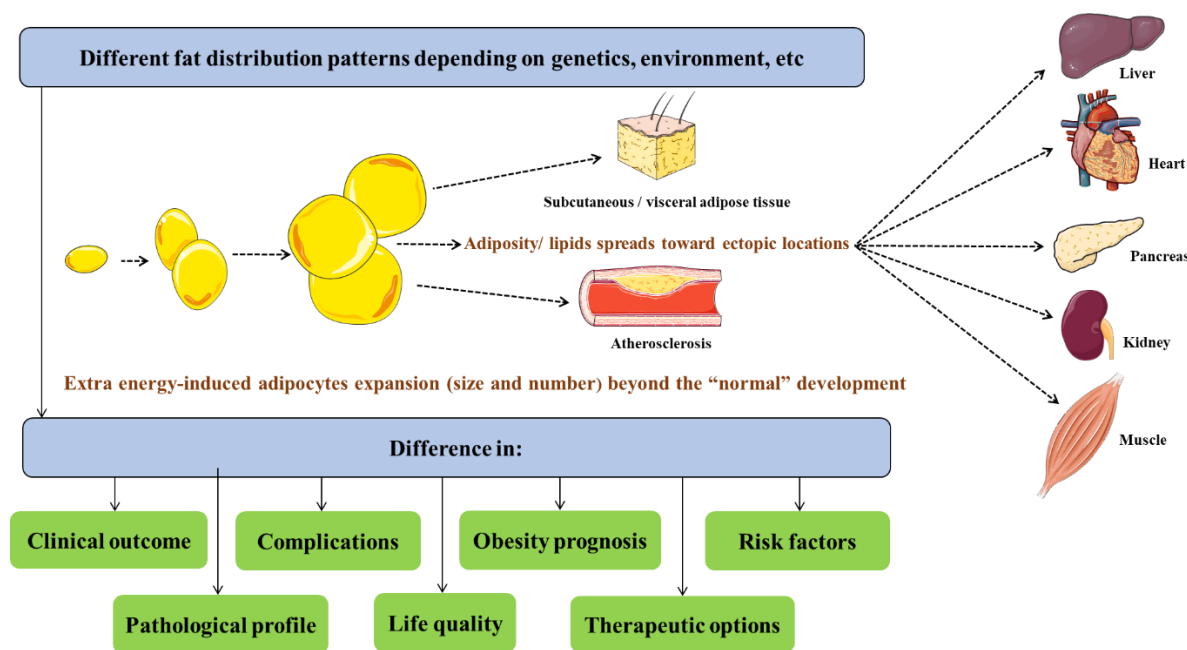 Different fat distribution patterns depending on genetics, environment, etc
Liver
Heart
Subcutaneous / visceral adipose tissue
Adiposity/ lipids spreads toward ectopic locations
Pancreas
Atherosclerosis
Kidney
Extra energy-induced adipocytes expansion (size and number) beyond the “normal” development
Muscle
Difference in:
Clinical outcome
Complications
Obesity prognosis
Risk factors
Pathological profile
Life quality
Therapeutic options